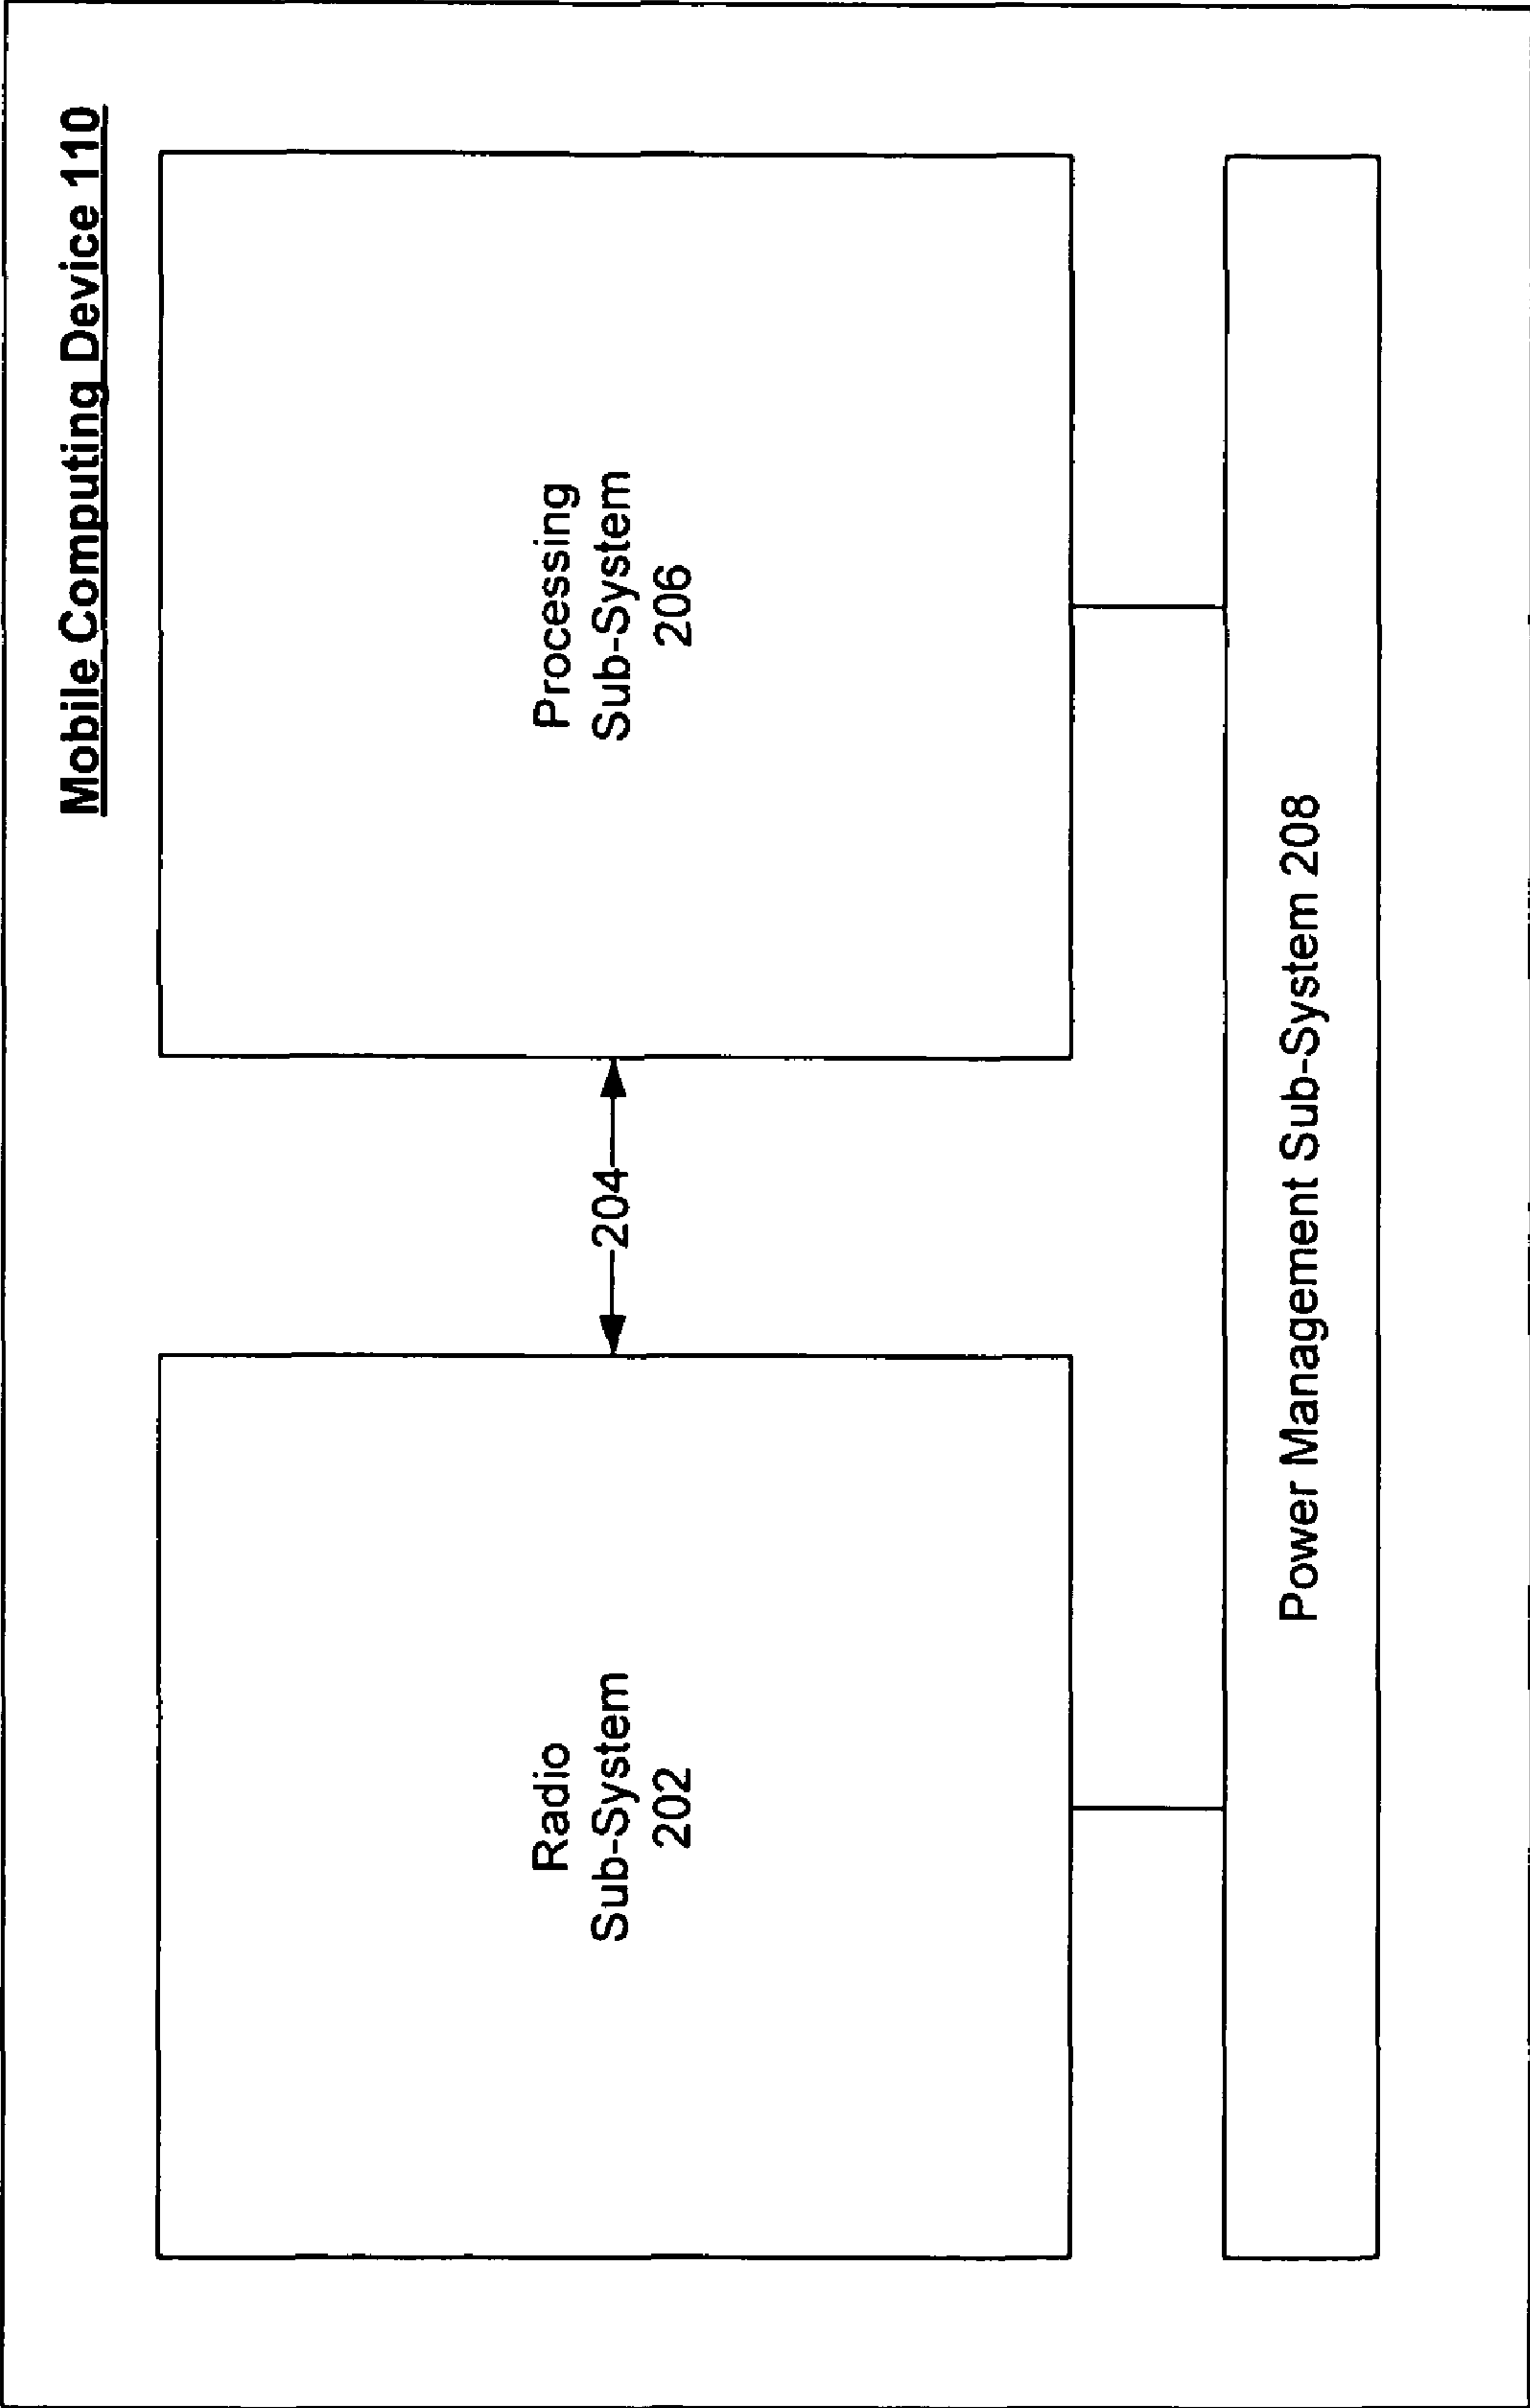 Mobile Computing Device 110
Radio
Sub-System
202
204
Processing
Sub-System
206
Power Management Sub-System 208